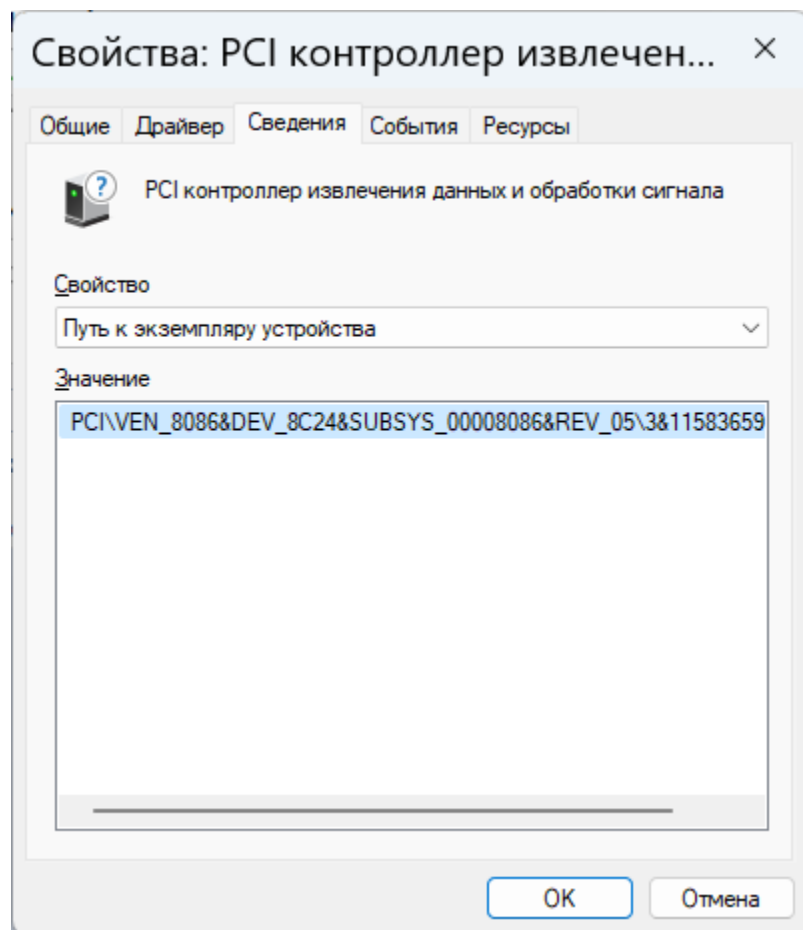 Свойства: PCI контроллер извлечен...
Общие Драйвер Сведения События Ресурсы
PCI контроллер извлечения данных и обработки сигнала
Свойство
Путь к экземпляру устройства
Значение
PCI\VEN_8086&DEV_8C24&SUBSYS_00008086&REV_05\3&11583659
OK Отмена